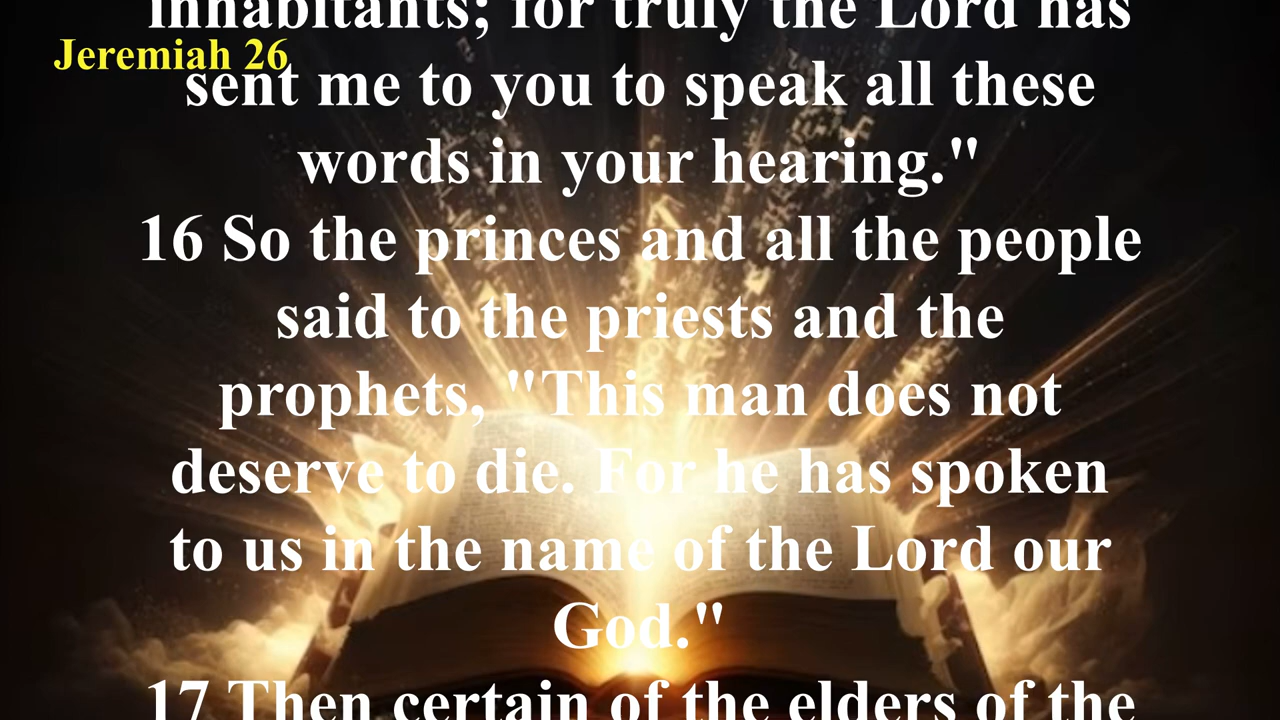 inhabitants; for truly the Lord has
Jeremiah 26
sent me to you to speak all these
words in your hearing."
16 So the princes and all the people
said to the priests and the
prophets, "This man does not
deserve to die. For he has spoken
to us in the name of the Lord our
God."
17 Then certain of the elders of the